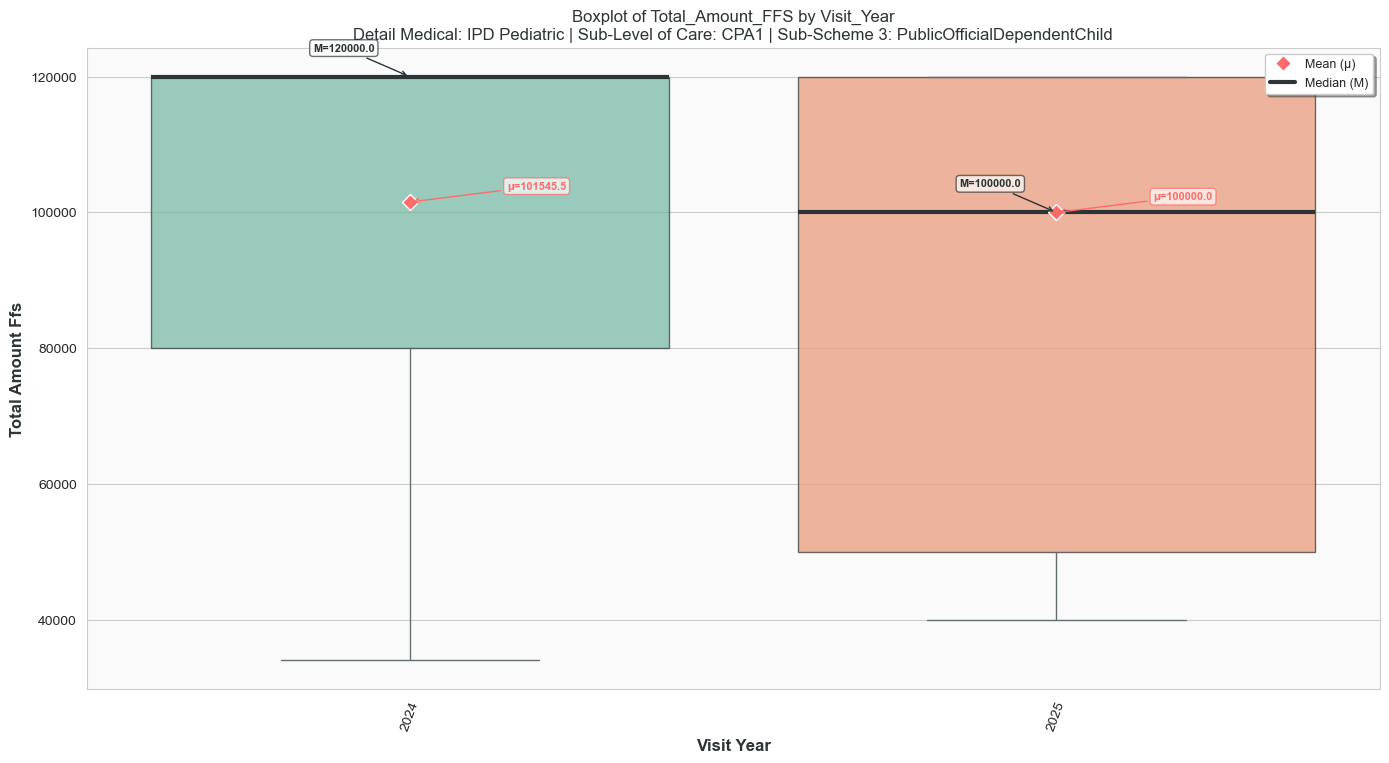 Boxplot of Total_Amount_FFS by Visit_Year
Detail Medical: IPD Pediatric | Sub-Level of Care: CPA1 | Sub-Scheme 3: PublicOfficialDependentChild
M=120000.0
Mean (μ)
Median (M)
120000
μ=101545.5
M=100000.0
μ=100000.0
100000
80000
60000
40000
Total Amount Ffs
2024
2025
Visit Year